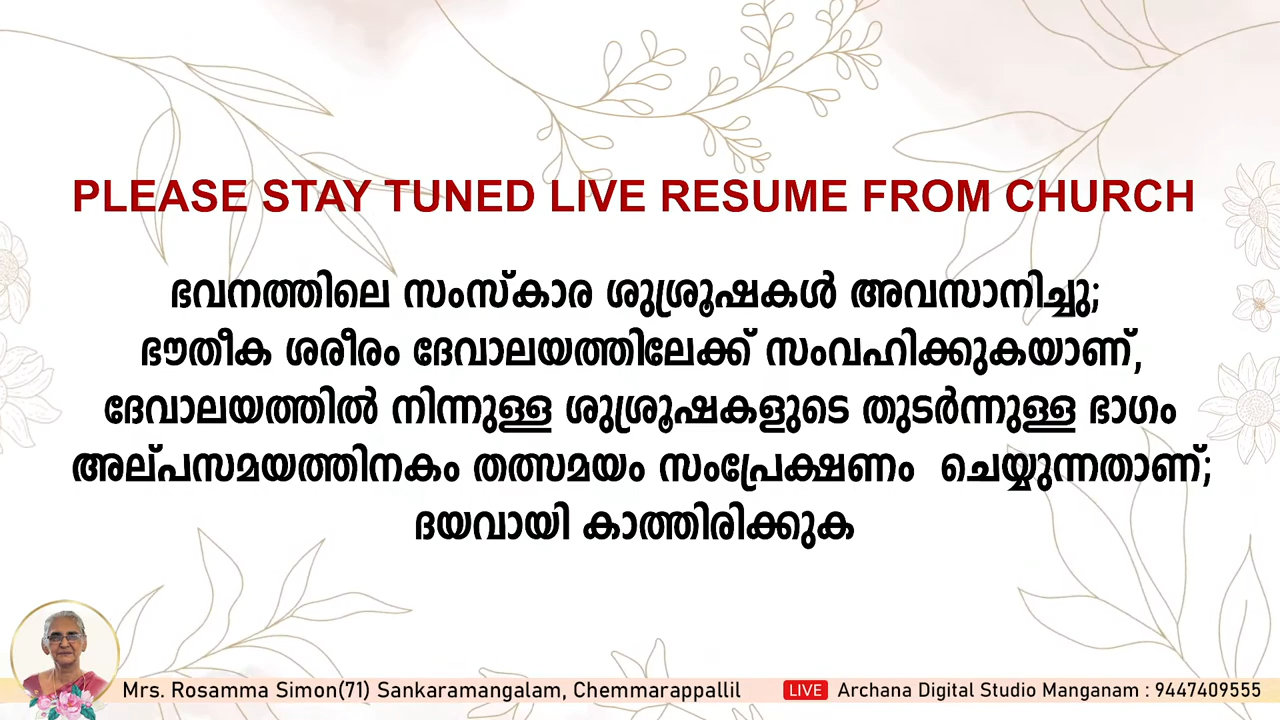 PLEASE STAY TUNED LIVE RESUME FROM CHURCH
ഭവനത്തിലെ സംസ്കാര ശുശ്രൂഷകൾ അവസാനിച്ചു;
ഭൗതീക ശരീരം ദേവാലയത്തിലേക്ക് സംവഹിക്കുകയാണ്,
ദേവാലയത്തിൽ നിന്നുള്ള ശുശ്രൂഷകളുടെ തുടർന്നുള്ള ഭാഗം
അല്പസമയത്തിനകം തത്സമയം സംപ്രേക്ഷണം ചെയ്യുന്നതാണ്;
ദയവായി കാത്തിരിക്കുക
Mrs. Rosamma Simon(71) Sankaramangalam, Chemmarappallil
LIVE Archana Digital Studio Manganam : 9447409555